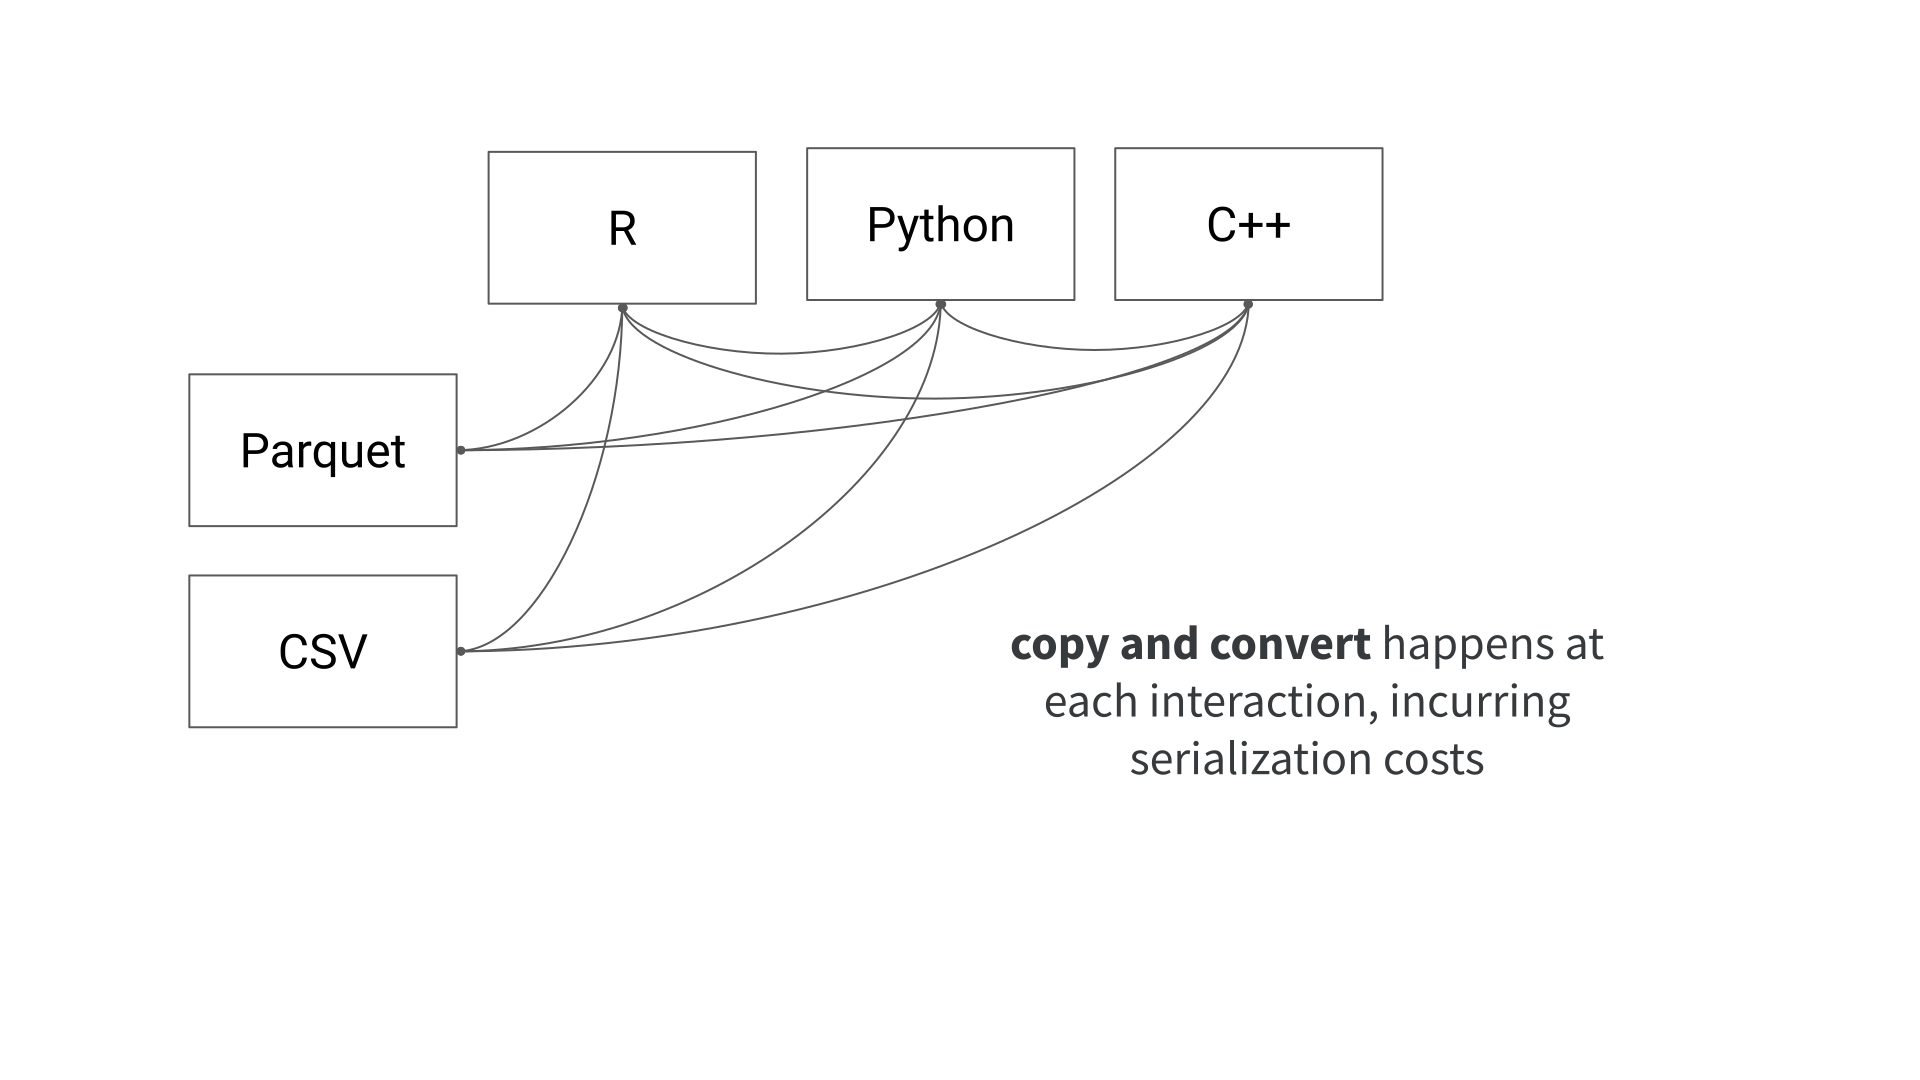 R
Python
C++
Parquet
CSV
copy and convert happens at
each interaction, incurring
serialization costs